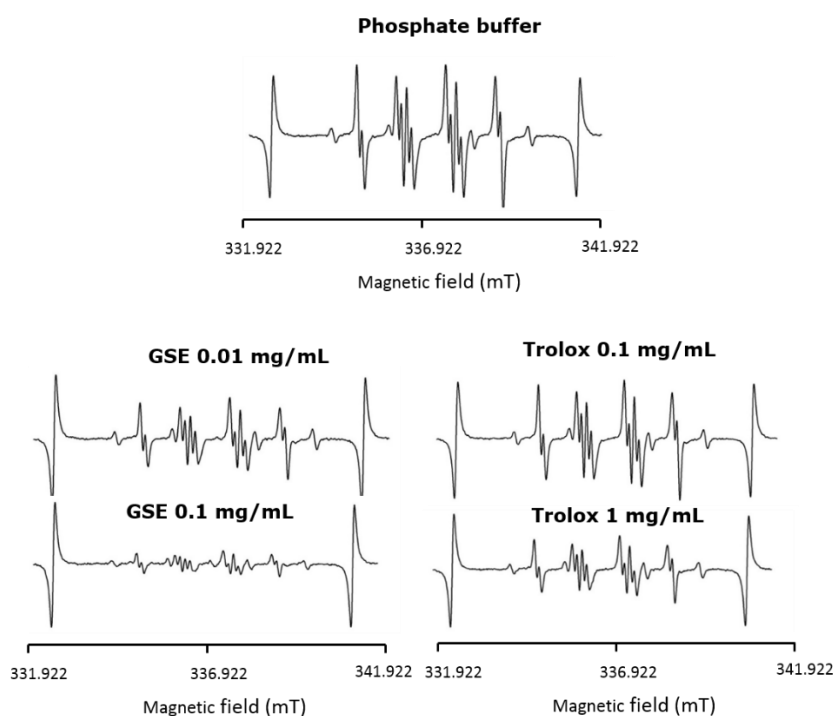 Phosphate buffer
331.922 336.922 341.922
Magnetic field (mT)
GSE 0.01 mg/mL
GSE 0.1 mg/mL
331.922 336.922 341.922
Magnetic field (mT)
Trolox 0.1 mg/mL
Trolox 1 mg/mL
331.922 336.922 341.922
Magnetic field (mT)